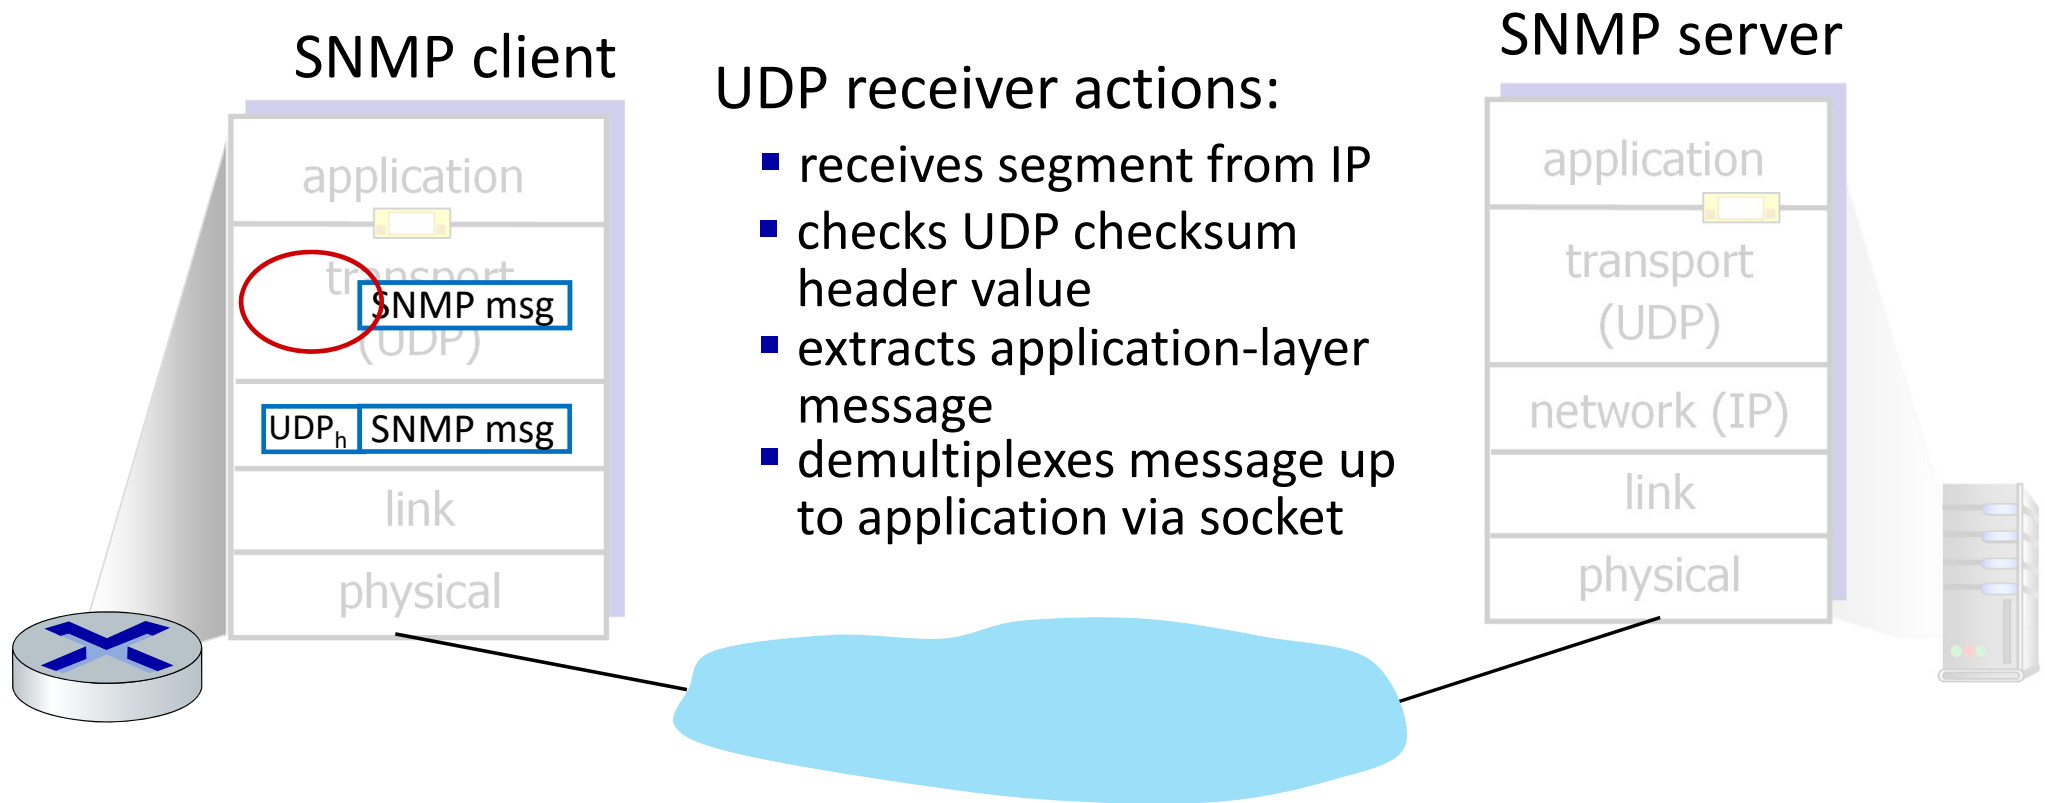 SNMP client
application
transport
SNMP msg
(UDP)
UDPh SNMP msg
link
physical
UDP receiver actions:
receives segment from IP
checks UDP checksum
header value
extracts application-layer
message
demultiplexes message up
to application via socket
SNMP server
application
transport
(UDP)
network (IP)
link
physical